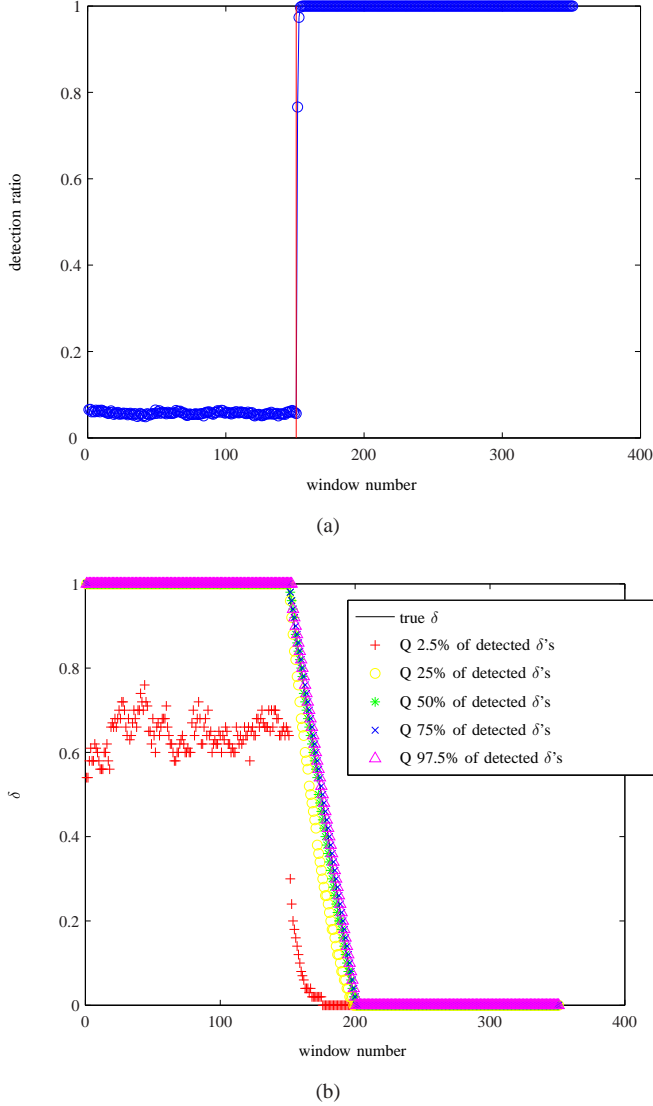 1
0.8
0.6
0.4
0.2
0
detection ratio
0 100 200 300 400
window number
(a)
1
0.8
0.6
0.4
0.2
0
δ
true δ
Q 2.5% of detected δ's
Q 25% of detected δ's
Q 50% of detected δ's
Q 75% of detected δ's
Q 97.5% of detected δ's
0 100 200 300 400
window number
(b)